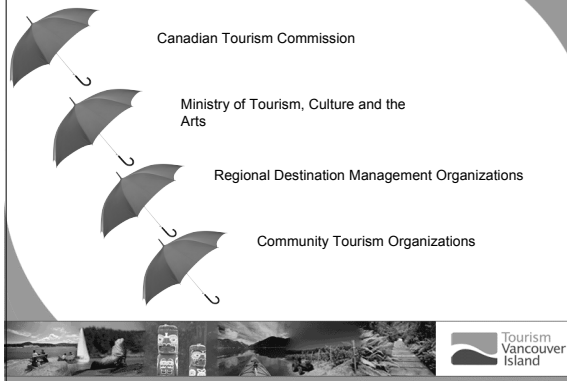 Canadian Tourism Commission
Ministry of Tourism, Culture and the
Arts
Regional Destination Management Organizations
Community Tourism Organizations
Tourism
Vancouver
Island